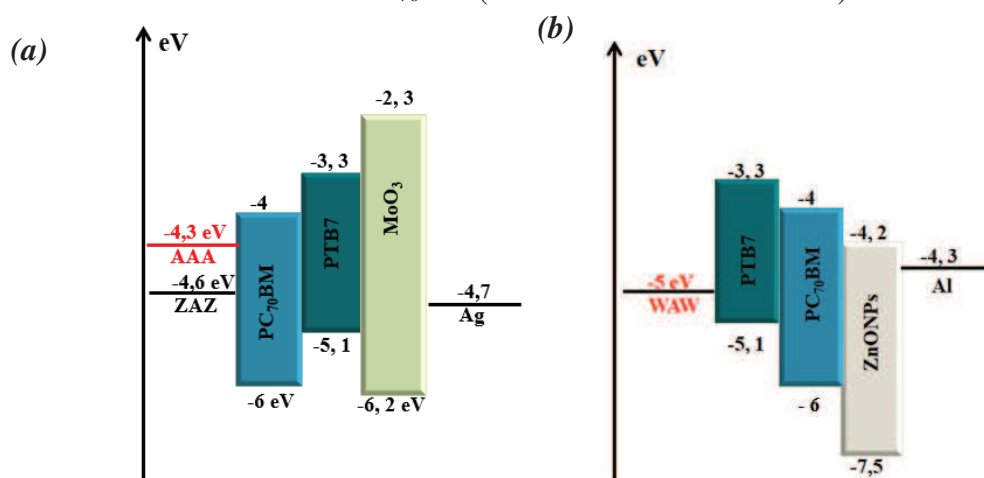 (a)
eV
-2, 3
-3, 3
-4
MoO3
PTB7
PC70BM
-4,3 eV
AAA
-4,6 eV
ZAZ
-4,7
Ag
-5, 1
-6 eV
-6, 2 eV
(b)
eV
-3, 3
-4
-4, 2
-4, 3
Al
PTB7
PC70BM
ZnONPs
-5 eV
WAW
-5, 1
- 6
-7,5